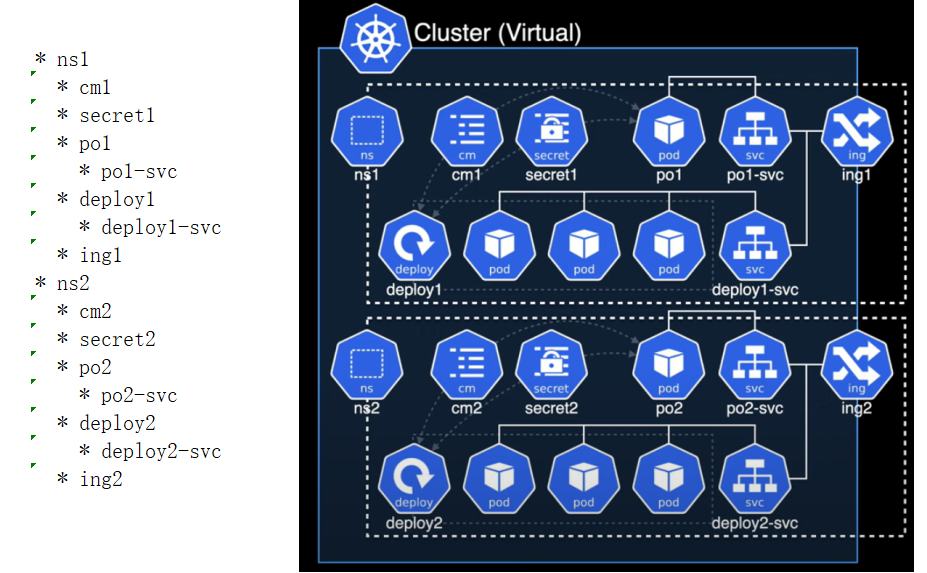 * ns1
* cm1
* secret1
* po1
* po1-svc
* deploy1
* deploy1-svc
* ing1
* ns2
* cm2
* secret2
* po2
* po2-svc
* deploy2
* deploy2-svc
* ing2
Cluster (Virtual)
ns cm secret pod svc ing
ns1 cm1 secret1 po1 po1-svc ing1
deploy pod pod pod svc
deploy1 deploy1-svc
ns cm secret pod svc ing
ns2 cm2 secret2 po2 po2-svc ing2
deploy pod pod pod svc
deploy2 deploy2-svc